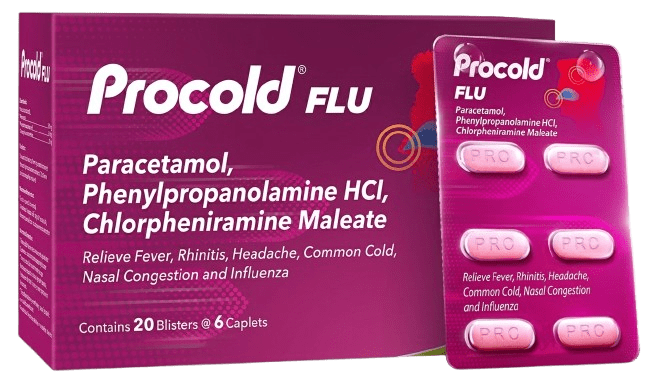 Procold® FLU
Paracetamol,
Phenylpropanolamine HCl,
Chlorpheniramine Maleate
Relieve Fever, Rhinitis, Headache, Common Cold,
Nasal Congestion and Influenza
Contains 20 Blisters @ 6 Caplets
Procold®
Procold®
FLU
Paracetamol,
Phenylpropanolamine HCl,
Chlorpheniramine Maleate
PRO PRO
PRO PRO
Relieve Fever, Rhinitis, Headache,
Common Cold, Nasal Congestion
and Influenza
PRO PRO